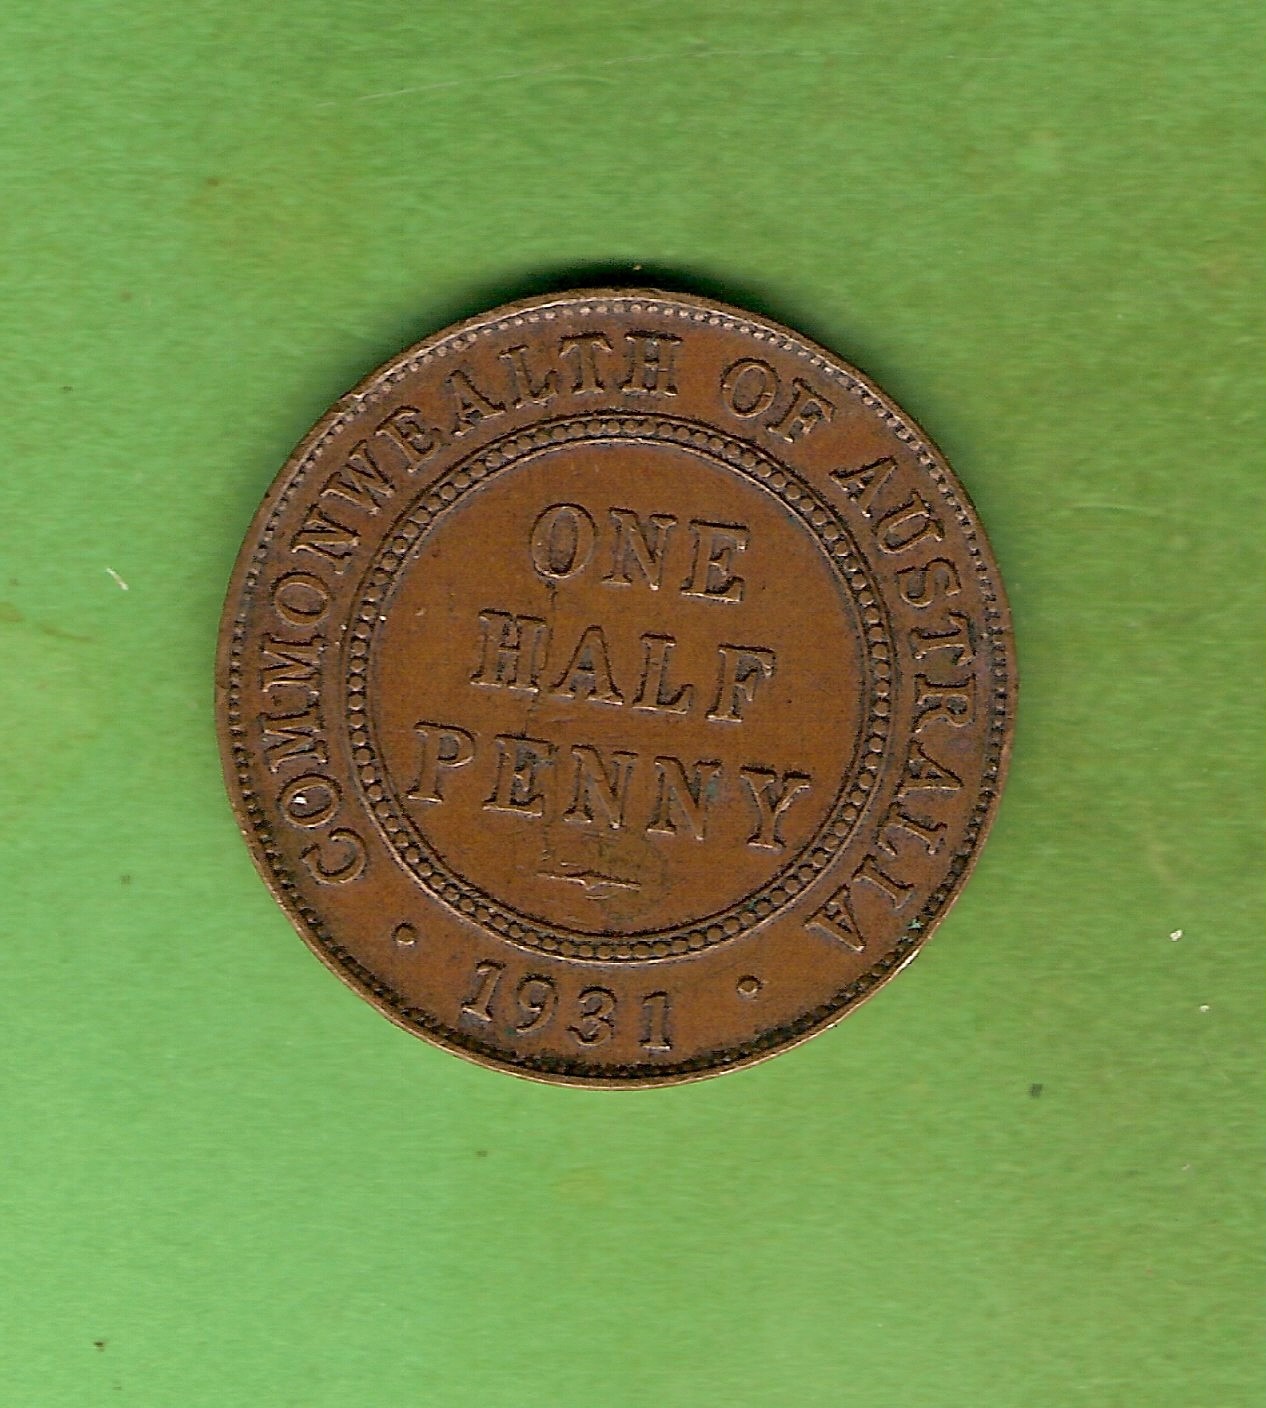 COMMONWEALTH OF AUSTRALIA
ONE
HALF
PENNY
· 1931 ·